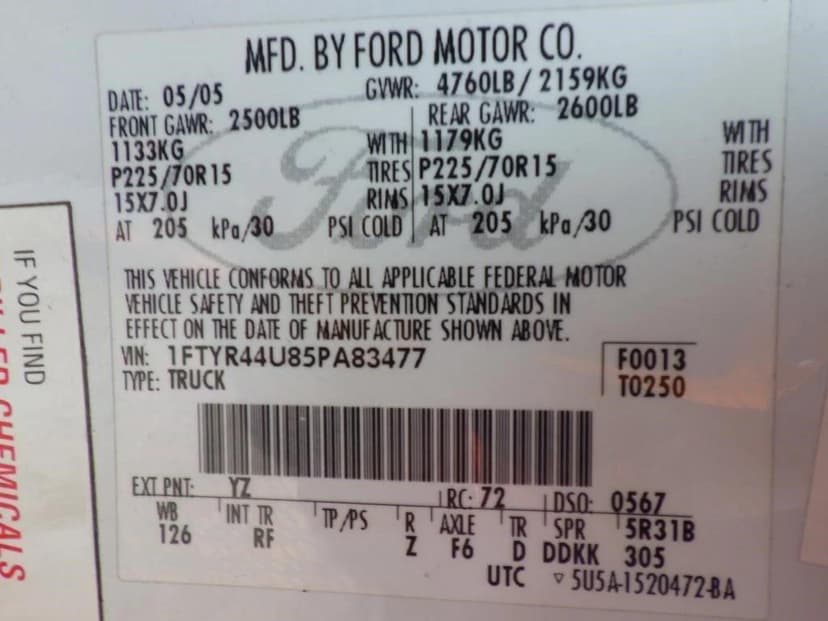 MFD. BY FORD MOTOR CO.
DATE: 05/05 GVWR: 4760LB / 2159KG
FRONT GAWR: 2500LB REAR GAWR: 2600LB
1133KG WITH 1179KG WITH
P225/70R15 TIRES P225/70R15 TIRES
15X7.0J RIMS 15X7.0J RIMS
AT 205 kPa/30 PSI COLD AT 205 kPa/30 PSI COLD
Ford
THIS VEHICLE CONFORMS TO ALL APPLICABLE FEDERAL MOTOR
VEHICLE SAFETY AND THEFT PREVENTION STANDARDS IN
EFFECT ON THE DATE OF MANUFACTURE SHOWN ABOVE.
VIN: 1FTYR44U85PA83477 F0013
TYPE: TRUCK T0250
EXT PNT: YZ RC: 72 DSO: 0567
WB INT TR TP/PS R AXLE TR SPR 5R31B
126 RF Z F6 D DDKK 305
UTC ▽ 5U5A-1520472-BA
IF YOU FIND
CHEMICALS